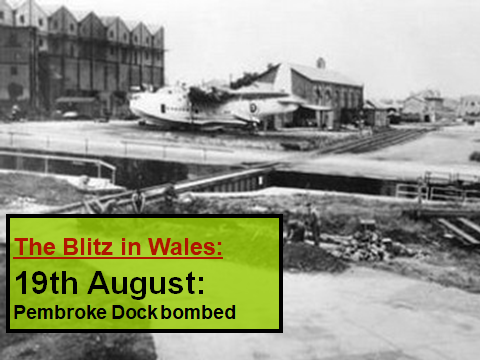 The Blitz in Wales:
19th August:
Pembroke Dock bombed